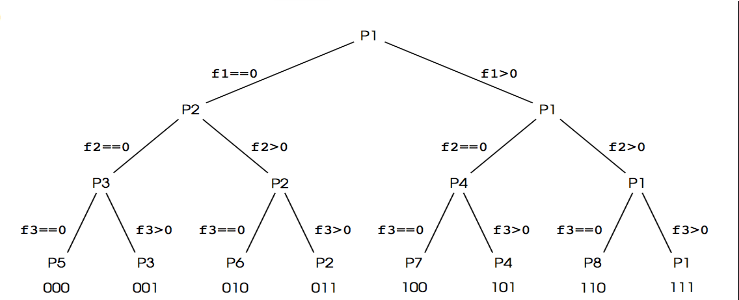 P1
f1==0 f1>0
P2 P1
f2==0 f2>0 f2==0 f2>0
P3 P2 P4 P1
f3==0 f3>0 f3==0 f3>0 f3==0 f3>0 f3==0 f3>0
P5 P3 P6 P2 P7 P4 P8 P1
000 001 010 011 100 101 110 111